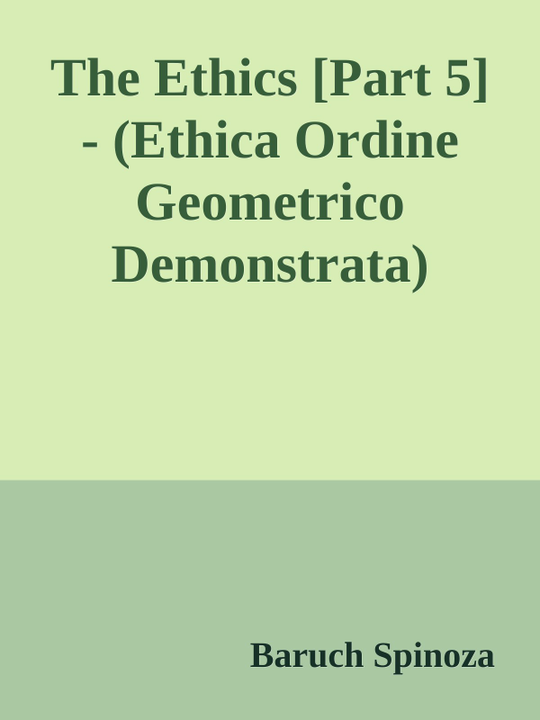 The Ethics [Part 5]
- (Ethica Ordine
Geometrico
Demonstrata)
Baruch Spinoza